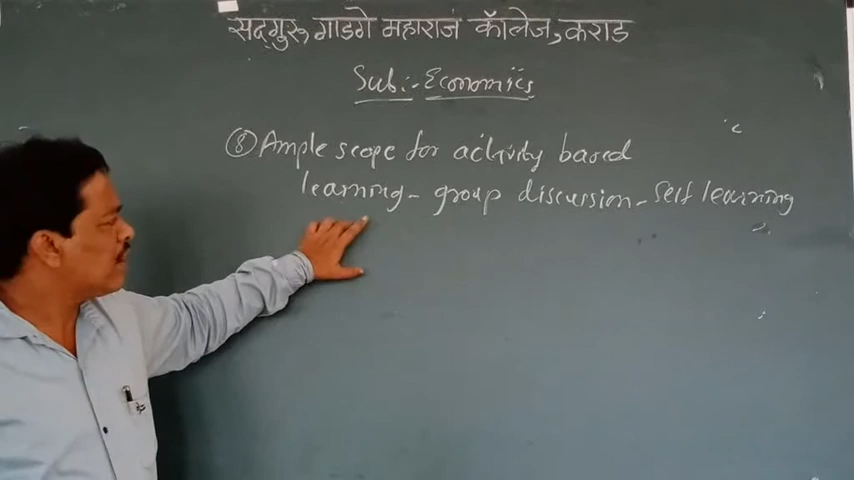 सद्गुरु गाडगे महाराज कॉलेज, कराड
Sub:- Economics
⑧ Ample scope for activity based
learning - group discussion - Self learning